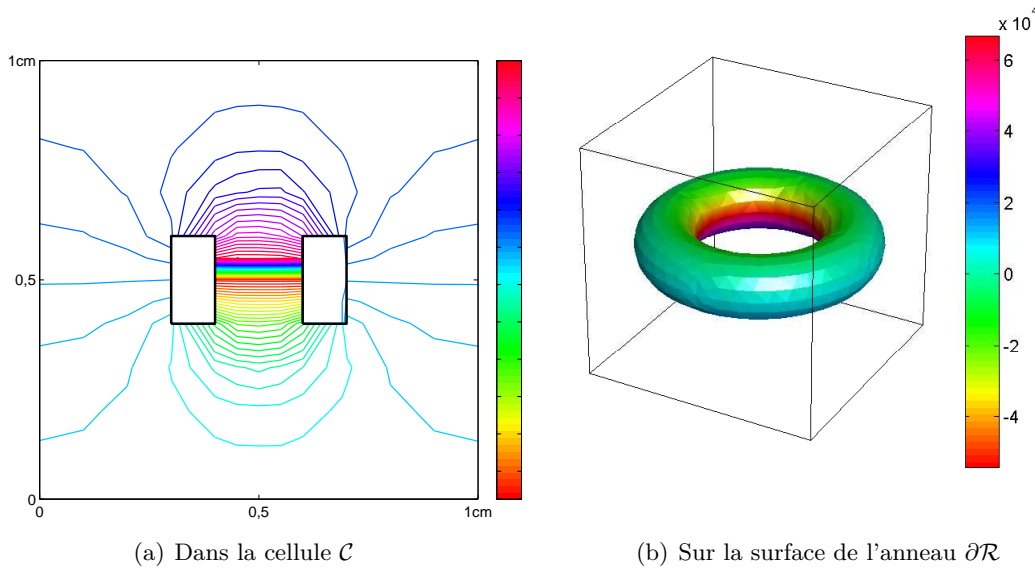 1cm
0,5
0
0
0,5
1cm
x 10⁴
6
4
2
0
-2
-4
(a) Dans la cellule 𝒞
(b) Sur la surface de l'anneau ∂ℛ